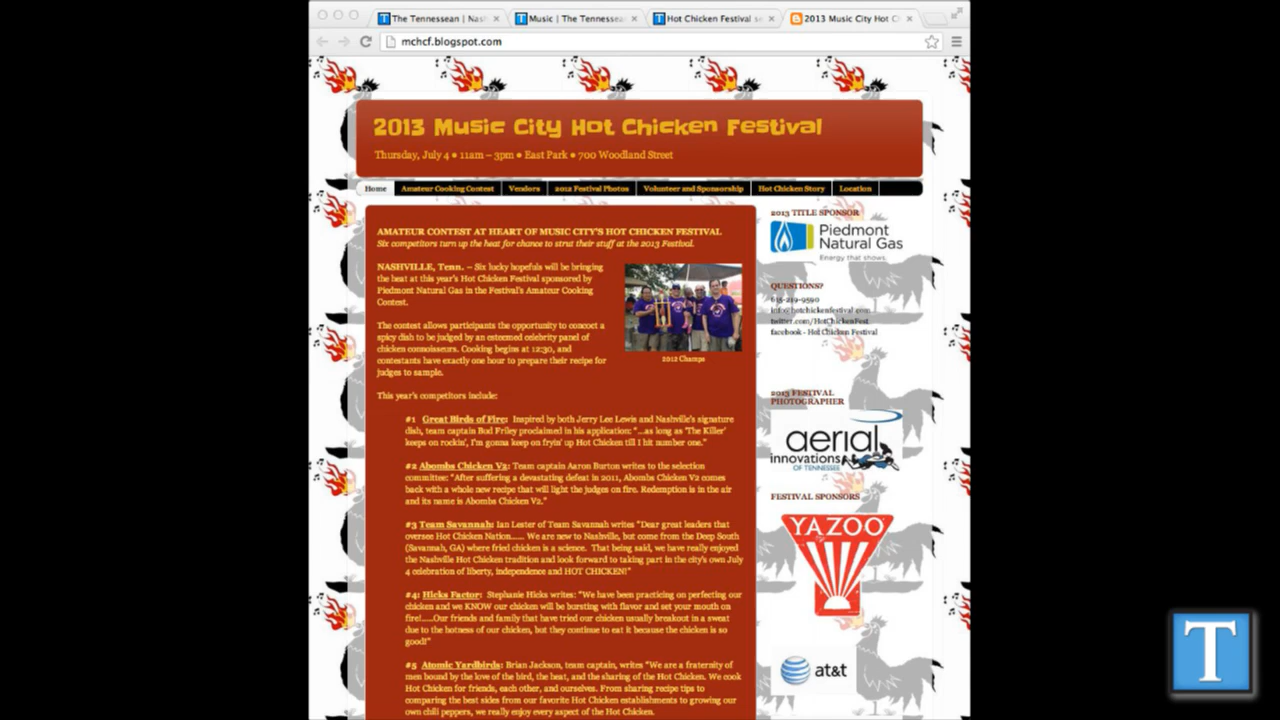 The Tennessean | Nash
Music | The Tennessea
Hot Chicken Festival se
2013 Music City Hot C
mchcf.blogspot.com
2013 Music City Hot Chicken Festival
Thursday, July 4 ● 11am – 3pm ● East Park ● 700 Woodland Street
Home
Amateur Cooking Contest
Vendors
2012 Festival Photos
Volunteer and Sponsorship
Hot Chicken Story
Location
AMATEUR CONTEST AT HEART OF MUSIC CITY'S HOT CHICKEN FESTIVAL
Six competitors turn up the heat for chance to strut their stuff at the 2013 Festival.
NASHVILLE, Tenn. – Six lucky hopefuls will be bringing
the heat at this year's Hot Chicken Festival sponsored by
Piedmont Natural Gas in the Festival's Amateur Cooking
Contest.
2012 Champs
The contest allows participants the opportunity to concoct a
spicy dish to be judged by an esteemed celebrity panel of
chicken connoisseurs. Cooking begins at 12:30, and
contestants have exactly one hour to prepare their recipe for
judges to sample.
This year's competitors include:
#1 Great Birds of Fire: Inspired by both Jerry Lee Lewis and Nashville's signature
dish, team captain Bud Friley proclaimed in his application: "...as long as 'The Killer'
keeps on rockin', I'm gonna keep on fryin' up Hot Chicken till I hit number one."
#2 Abombs Chicken V2: Team captain Aaron Burton writes to the selection
committee: "After suffering a devastating defeat in 2011, Abombs Chicken V2 comes
back with a whole new recipe that will light the judges on fire. Redemption is in the air
and its name is Abombs Chicken V2."
#3 Team Savannah: Ian Lester of Team Savannah writes "Dear great leaders that
oversee Hot Chicken Nation...... We are new to Nashville, but come from the Deep South
(Savannah, GA) where fried chicken is a science. That being said, we have really enjoyed
the Nashville Hot Chicken tradition and look forward to taking part in the city's own July
4 celebration of liberty, independence and HOT CHICKEN!"
#4: Hicks Factor: Stephanie Hicks writes: "We have been practicing on perfecting our
chicken and we KNOW our chicken will be bursting with flavor and set your mouth on
fire!.....Our friends and family that have tried our chicken usually breakout in a sweat
due to the hotness of our chicken, but they continue to eat it because the chicken is so
good!"
#5 Atomic Yardbirds: Brian Jackson, team captain, writes "We are a fraternity of
men bound by the love of the bird, the heat, and the sharing of the Hot Chicken. We cook
Hot Chicken for friends, each other, and ourselves. From sharing recipe tips to
comparing the best sides from our favorite Hot Chicken establishments to growing our
own chili peppers, we really enjoy every aspect of the Hot Chicken.
2013 TITLE SPONSOR
Piedmont
Natural Gas
Energy that shows.
QUESTIONS?
615-219-9590
info@hotchickenfestival.com
twitter.com/HotChickenFest
facebook - Hot Chicken Festival
2013 FESTIVAL
PHOTOGRAPHER
aerial
innovations
OF TENNESSEE
FESTIVAL SPONSORS
YAZOO
at&t
T